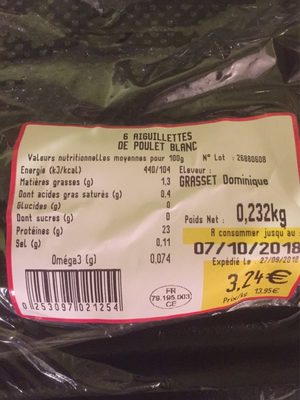 6 AIGUILLETTES
DE POULET BLANC
Valeurs nutritionnelles moyennes pour 100g N° Lot : 26880608
Energie (kJ/kcal) 440/104 Eleveur :
Matières grasses (g) 1.3 GRASSET Dominique
Dont acides gras saturés (g) 0.4
Glucides (g) 0
Dont sucres (g) 0 Poids Net : 0,232kg
Protéines (g) 23 A consommer jusqu au
Sel (g) 0.11 07/10/2018
Oméga3 (g) 0.074 Expédié le 27/09/2018
FR
79.195.003
CE
3,24€
Prix/kg 13.95€
0253097021254